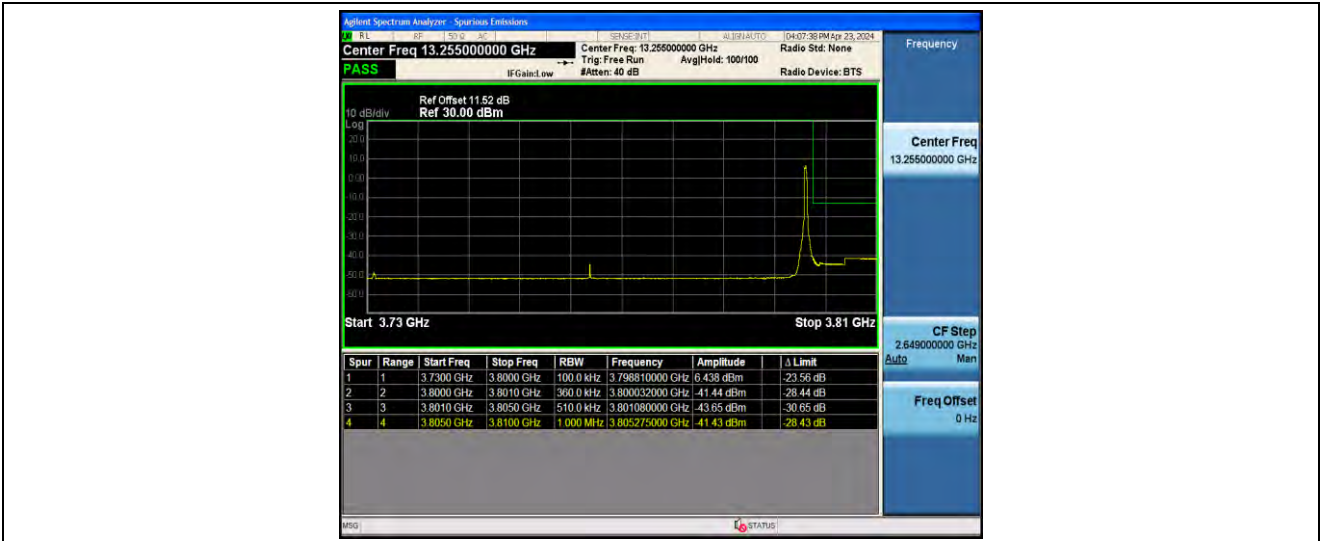 Agilent Spectrum Analyzer - Spurious Emissions
RL RF 50 Ω AC SENSE:INT ALIGN AUTO 04:07:38 PM Apr 23, 2024
Center Freq 13.255000000 GHz
Center Freq: 13.255000000 GHz
Radio Std: None
Trig: Free Run Avg|Hold: 100/100
PASS
IFGain:Low
#Atten: 40 dB
Radio Device: BTS
Ref Offset 11.52 dB
10 dB/div Ref 30.00 dBm
Log
20.0
10.0
0.00
-10.0
-20.0
-30.0
-40.0
-50.0
-60.0
Start 3.73 GHz Stop 3.81 GHz
Spur Range Start Freq Stop Freq RBW Frequency Amplitude Δ Limit
1 1 3.7300 GHz 3.8000 GHz 100.0 kHz 3.798810000 GHz 6.438 dBm -23.56 dB
2 2 3.8000 GHz 3.8010 GHz 360.0 kHz 3.800032000 GHz -41.44 dBm -28.44 dB
3 3 3.8010 GHz 3.8050 GHz 510.0 kHz 3.801080000 GHz -43.65 dBm -30.65 dB
4 4 3.8050 GHz 3.8100 GHz 1.000 MHz 3.805275000 GHz -41.43 dBm -28.43 dB
MSG STATUS
Frequency
Center Freq
13.255000000 GHz
CF Step
2.649000000 GHz
Auto Man
Freq Offset
0 Hz